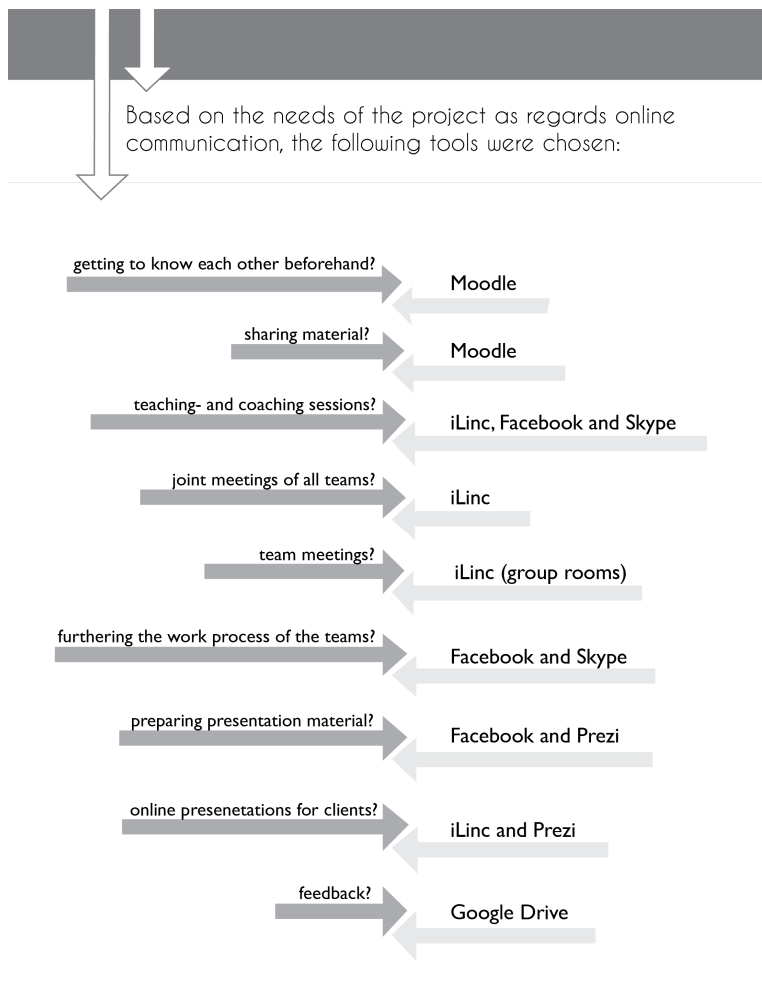 Based on the needs of the project as regards online
communication, the following tools were chosen:
getting to know each other beforehand?
Moodle
sharing material?
Moodle
teaching- and coaching sessions?
iLinc, Facebook and Skype
joint meetings of all teams?
iLinc
team meetings?
iLinc (group rooms)
furthering the work process of the teams?
Facebook and Skype
preparing presentation material?
Facebook and Prezi
online presenetations for clients?
iLinc and Prezi
feedback?
Google Drive